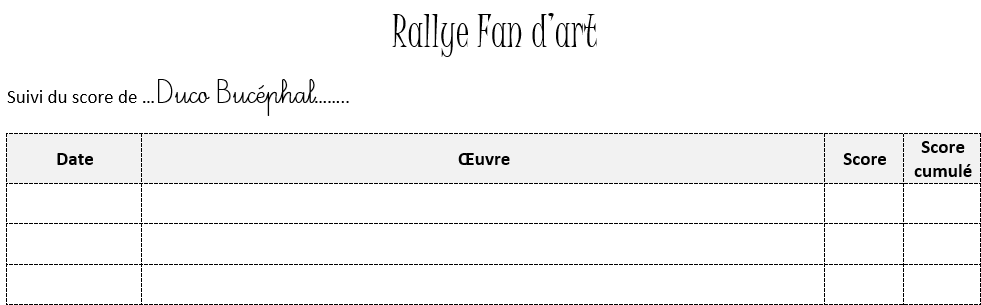 Rallye Fan d'art
Suivi du score de ...Duco Bucéphal........
Date Œuvre Score Score cumulé